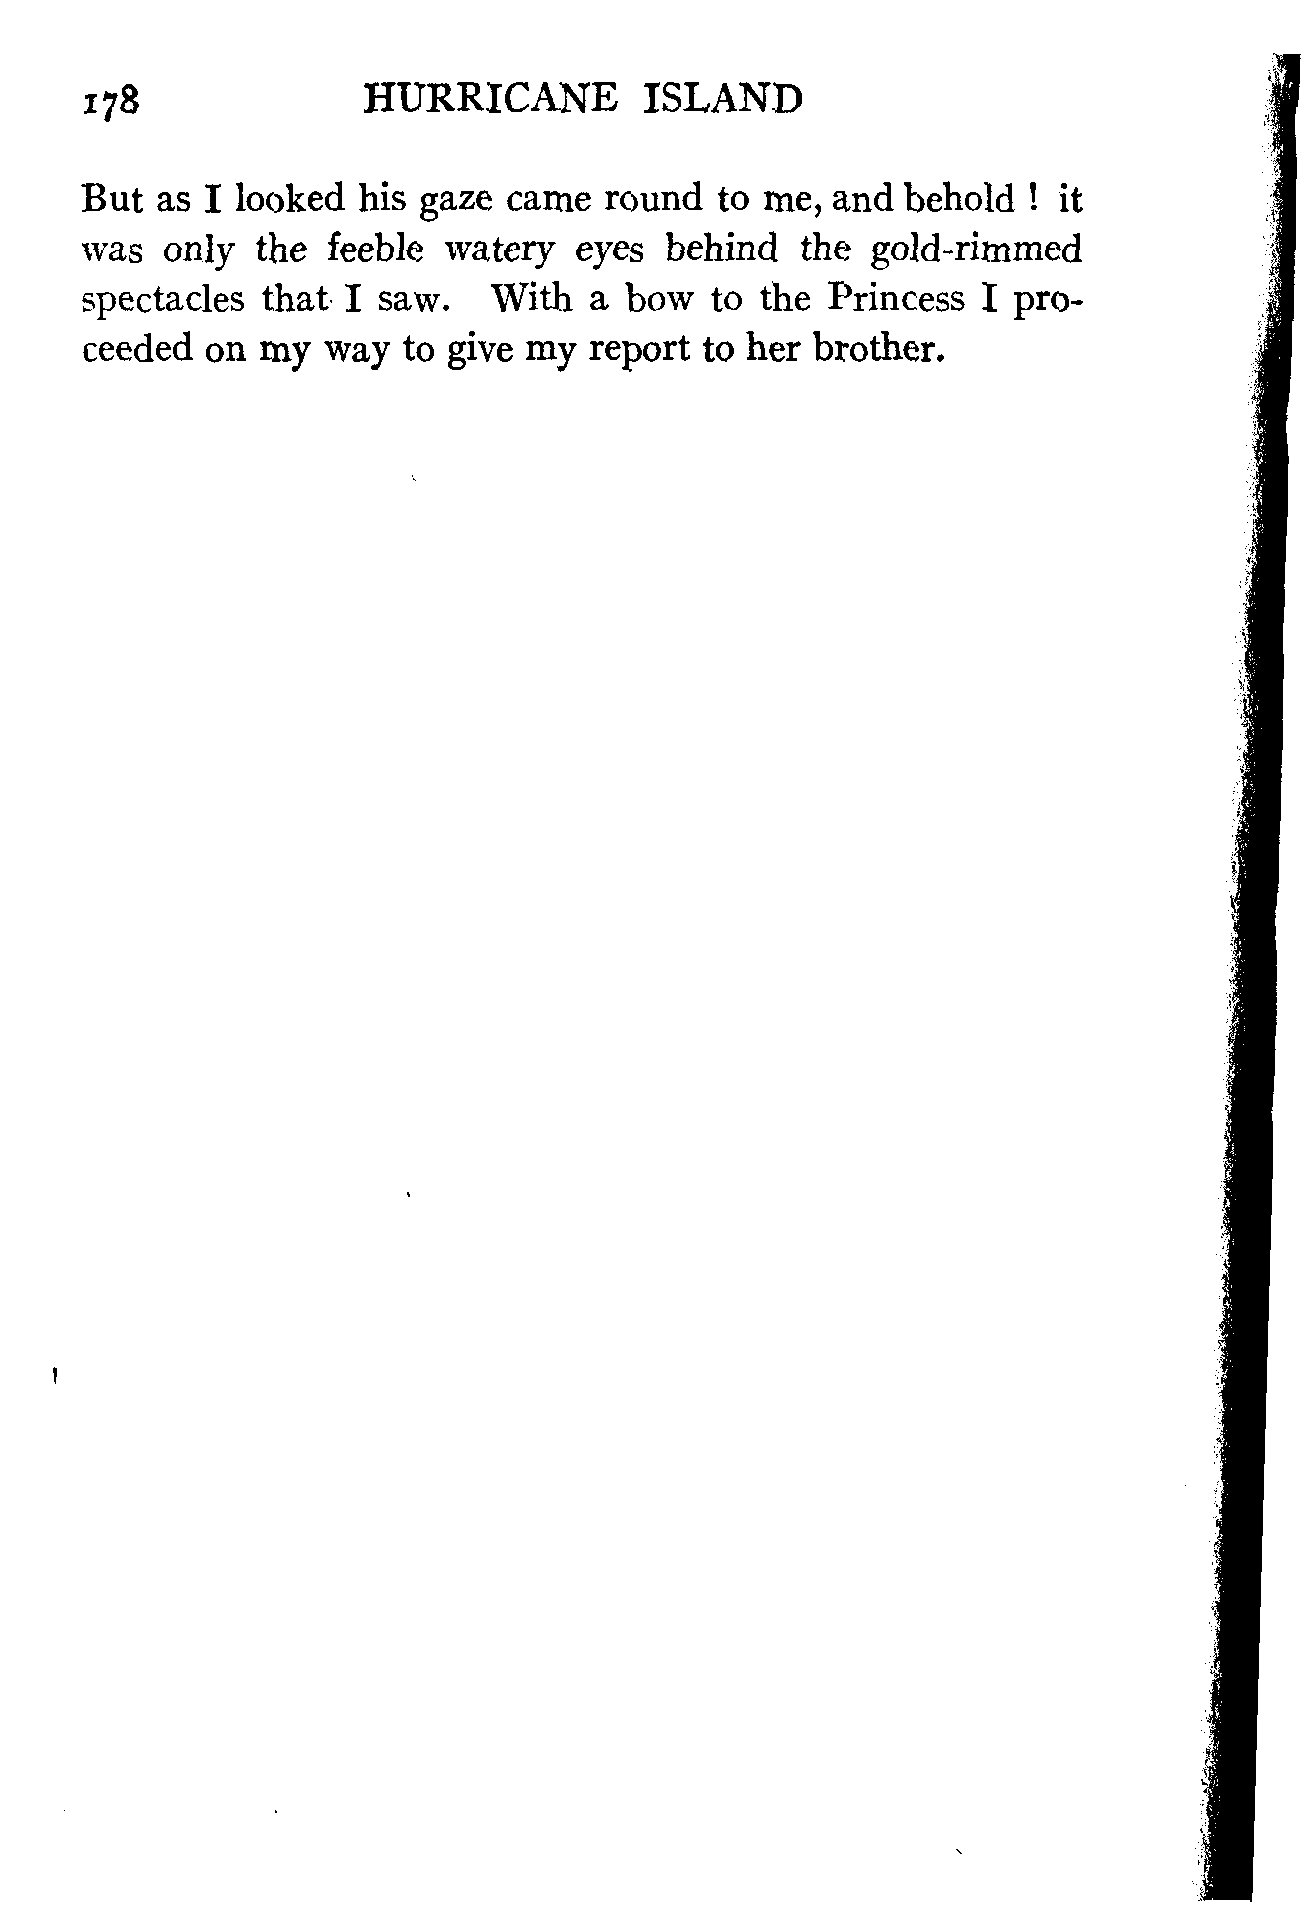 178 HURRICANE ISLAND
But as I looked his gaze came round to me, and behold ! it
was only the feeble watery eyes behind the gold-rimmed
spectacles that I saw. With a bow to the Princess I pro-
ceeded on my way to give my report to her brother.